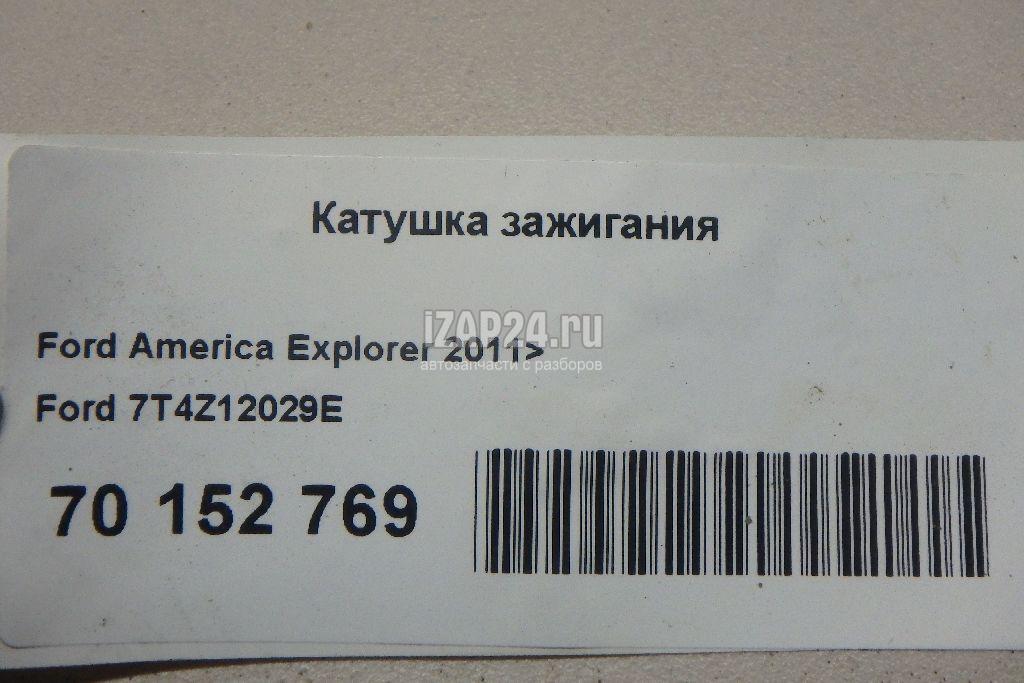 Катушка зажигания
iZAP24.ru
Ford America Explorer 2011>
автозапчасти с разборов
Ford 7T4Z12029E
70 152 769